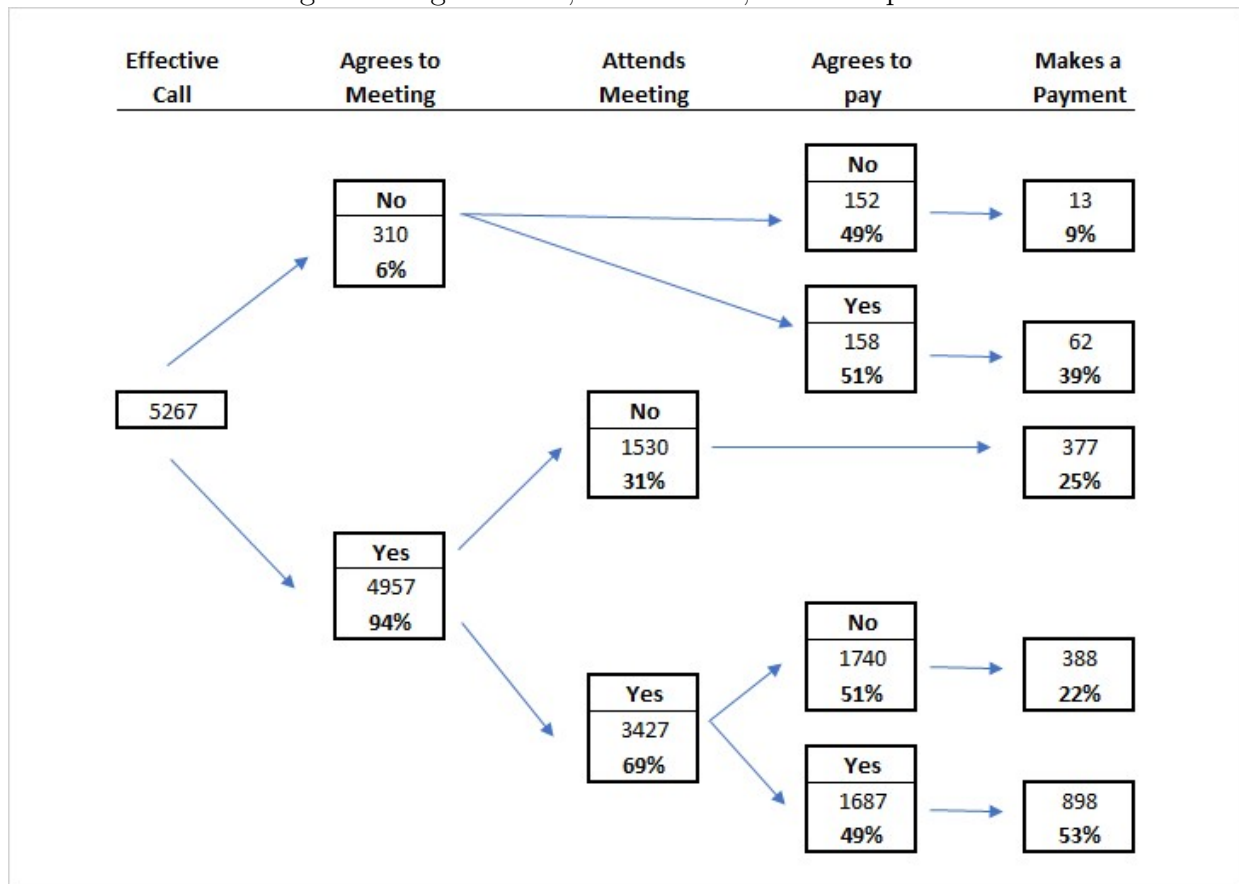 Effective Call
Agrees to Meeting
Attends Meeting
Agrees to pay
Makes a Payment
No
310
6%
No
152
49%
13
9%
Yes
158
51%
62
39%
5267
No
1530
31%
377
25%
Yes
4957
94%
Yes
3427
69%
No
1740
51%
388
22%
Yes
1687
49%
898
53%